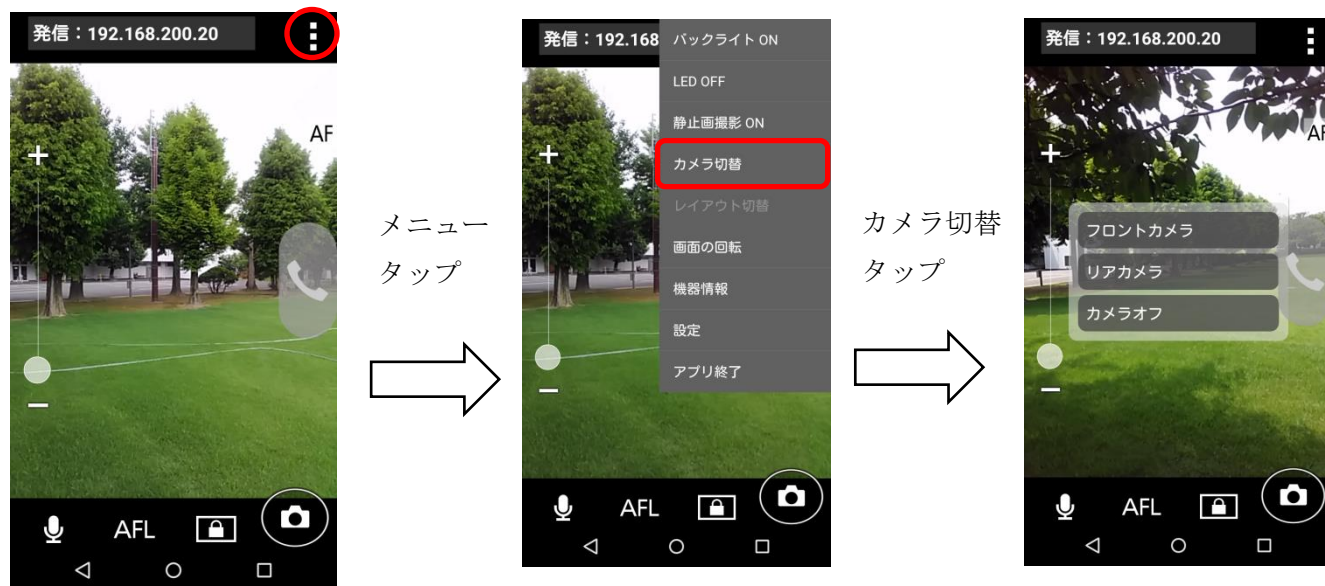 発信：192.168.200.20
AF
+
−
AFL
メニュー
タップ
発信：192.168
バックライト ON
LED OFF
静止画撮影 ON
カメラ切替
レイアウト切替
画面の回転
機器情報
設定
アプリ終了
+
−
AFL
カメラ切替
タップ
発信：192.168.200.20
AF
+
フロントカメラ
リアカメラ
カメラオフ
−
AFL